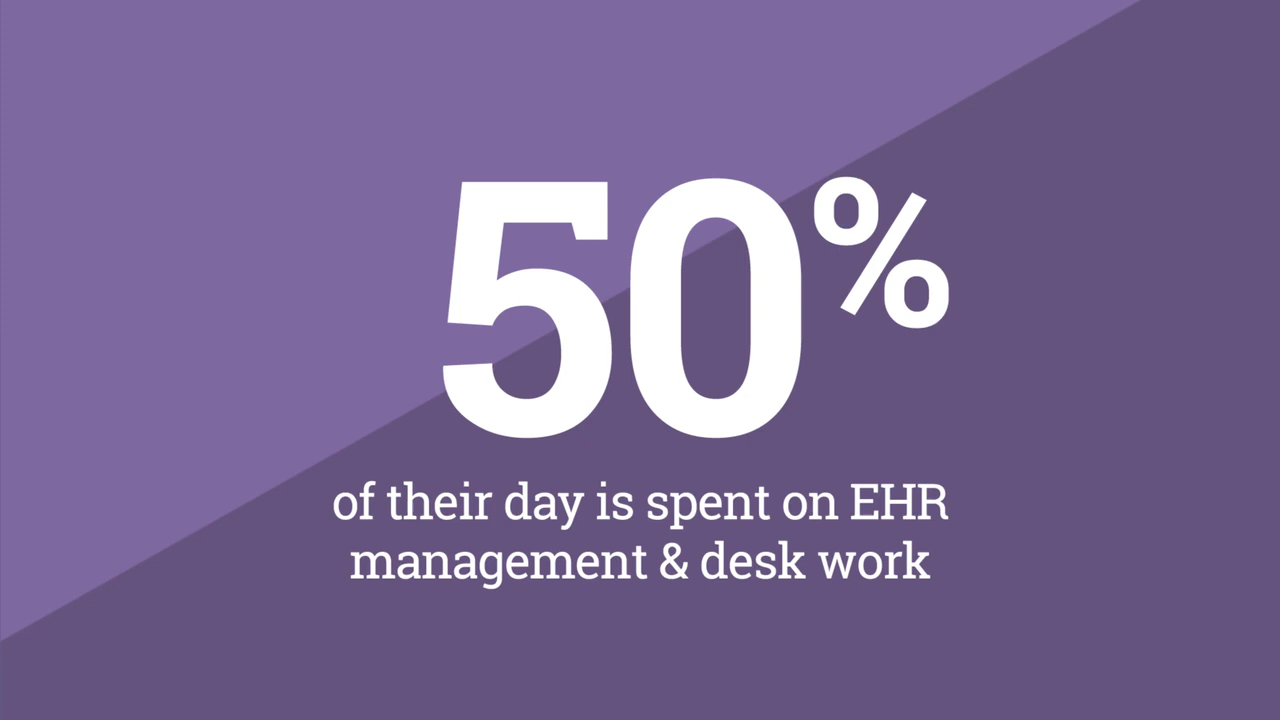 50%
of their day is spent on EHR
management & desk work